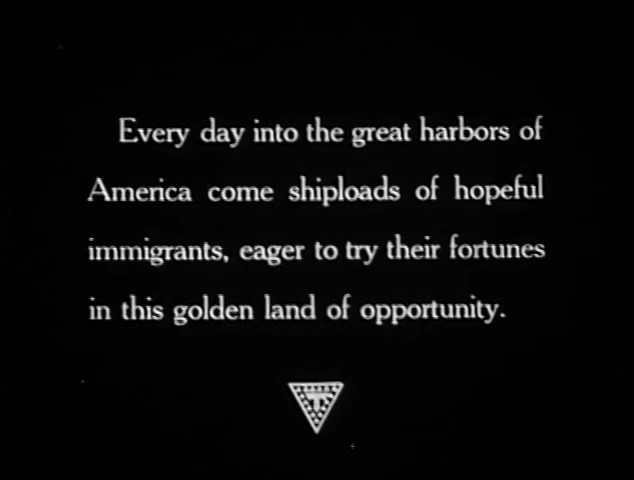 Every day into the great harbors of
America come shiploads of hopeful
immigrants, eager to try their fortunes
in this golden land of opportunity.
T